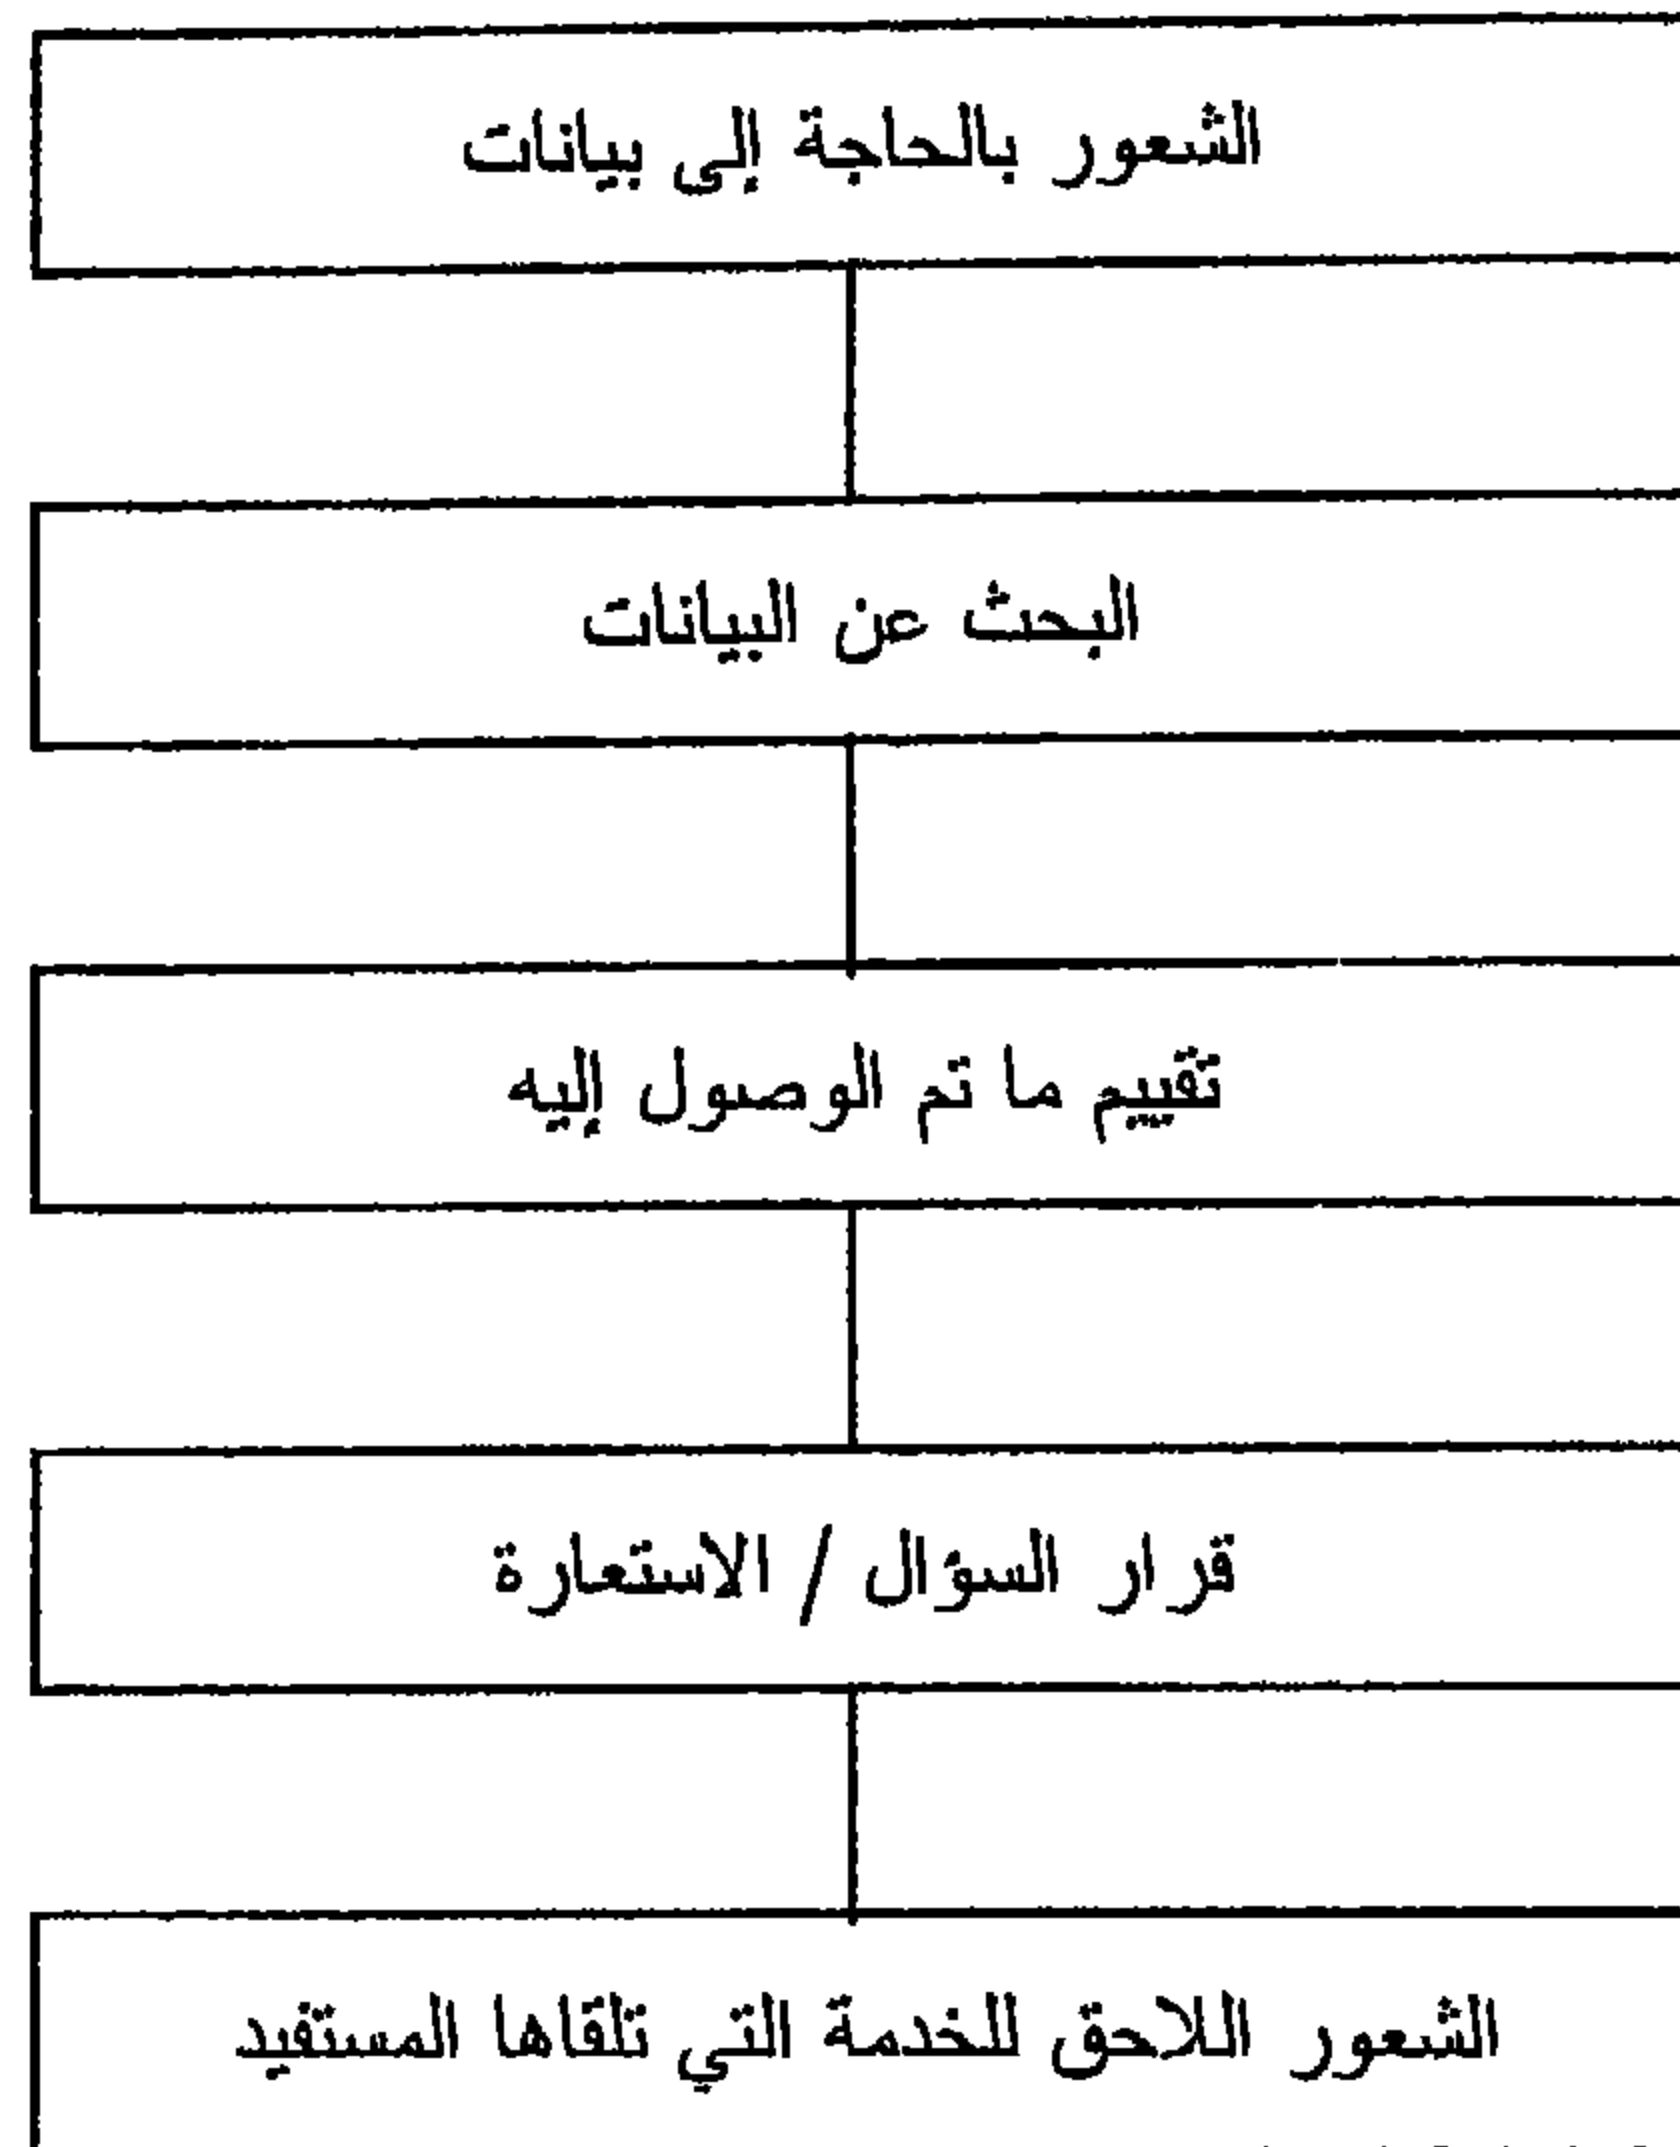 الشعور بالحاجة إلى بيانات
البحث عن البيانات
تقييم ما تم الوصول إليه
قرار السؤال / الاستعارة
الشعور اللاحق للخدمة التي تلقاها المستفيد